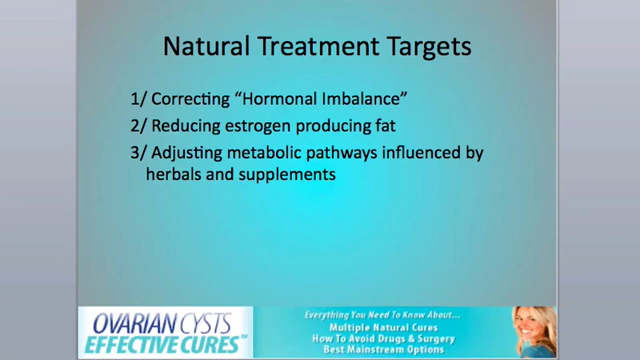 Natural Treatment Targets
1/ Correcting “Hormonal Imbalance”
2/ Reducing estrogen producing fat
3/ Adjusting metabolic pathways influenced by
herbals and supplements
OVARIAN CYSTS
EFFECTIVE CURES™
Everything You Need To Know About...
Multiple Natural Cures
How To Avoid Drugs & Surgery
Best Mainstream Options